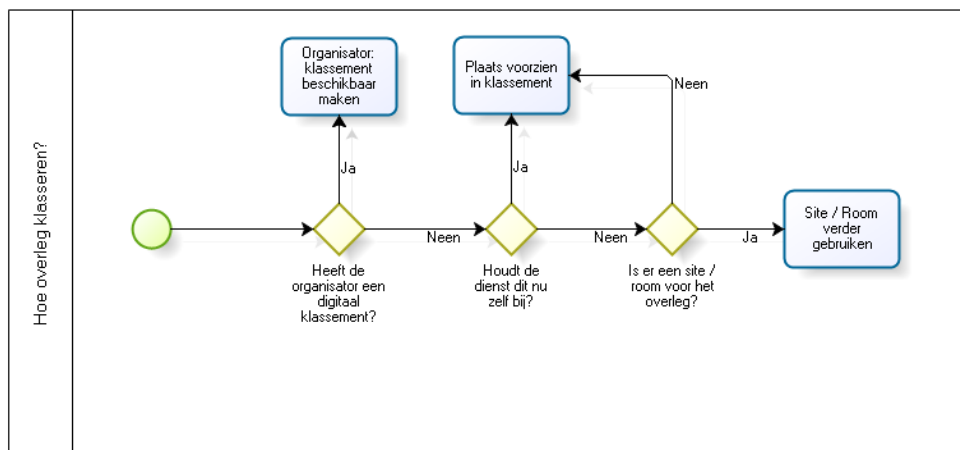 Hoe overleg klasseren?
Organisator:
klassement
beschikbaar
maken
Plaats voorzien
in klassement
Neen
Ja
Ja
Site / Room
verder
gebruiken
Neen
Neen
Ja
Heeft de
organisator een
digitaal
klassement?
Houdt de
dienst dit nu
zelf bij?
Is er een site /
room voor het
overleg?